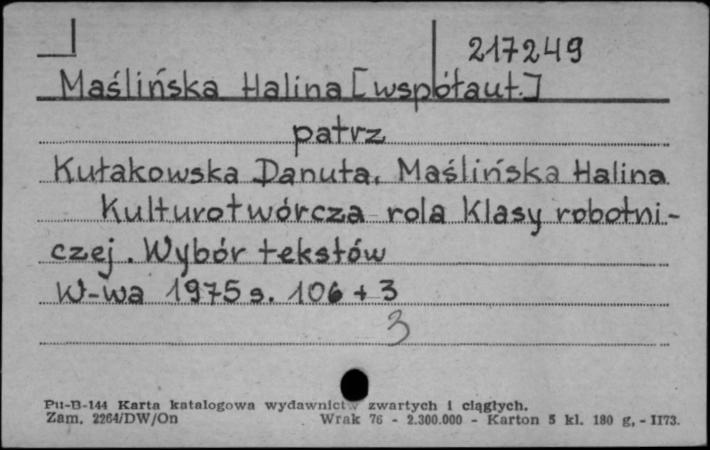 217249
Maślińska Halina [współaut.]
patrz
Kułakowska Danuta, Maślińska Halina
Kulturotwórcza rola klasy robotni-
czej. Wybór tekstów
W-wa 1975 s. 106 + 3
3
Pu-B-144 Karta katalogowa wydawnictw zwartych i ciągłych.
Zam. 2264/DW/On Wrak 76 - 2.300.000 - Karton 5 kl. 180 g. - II73.